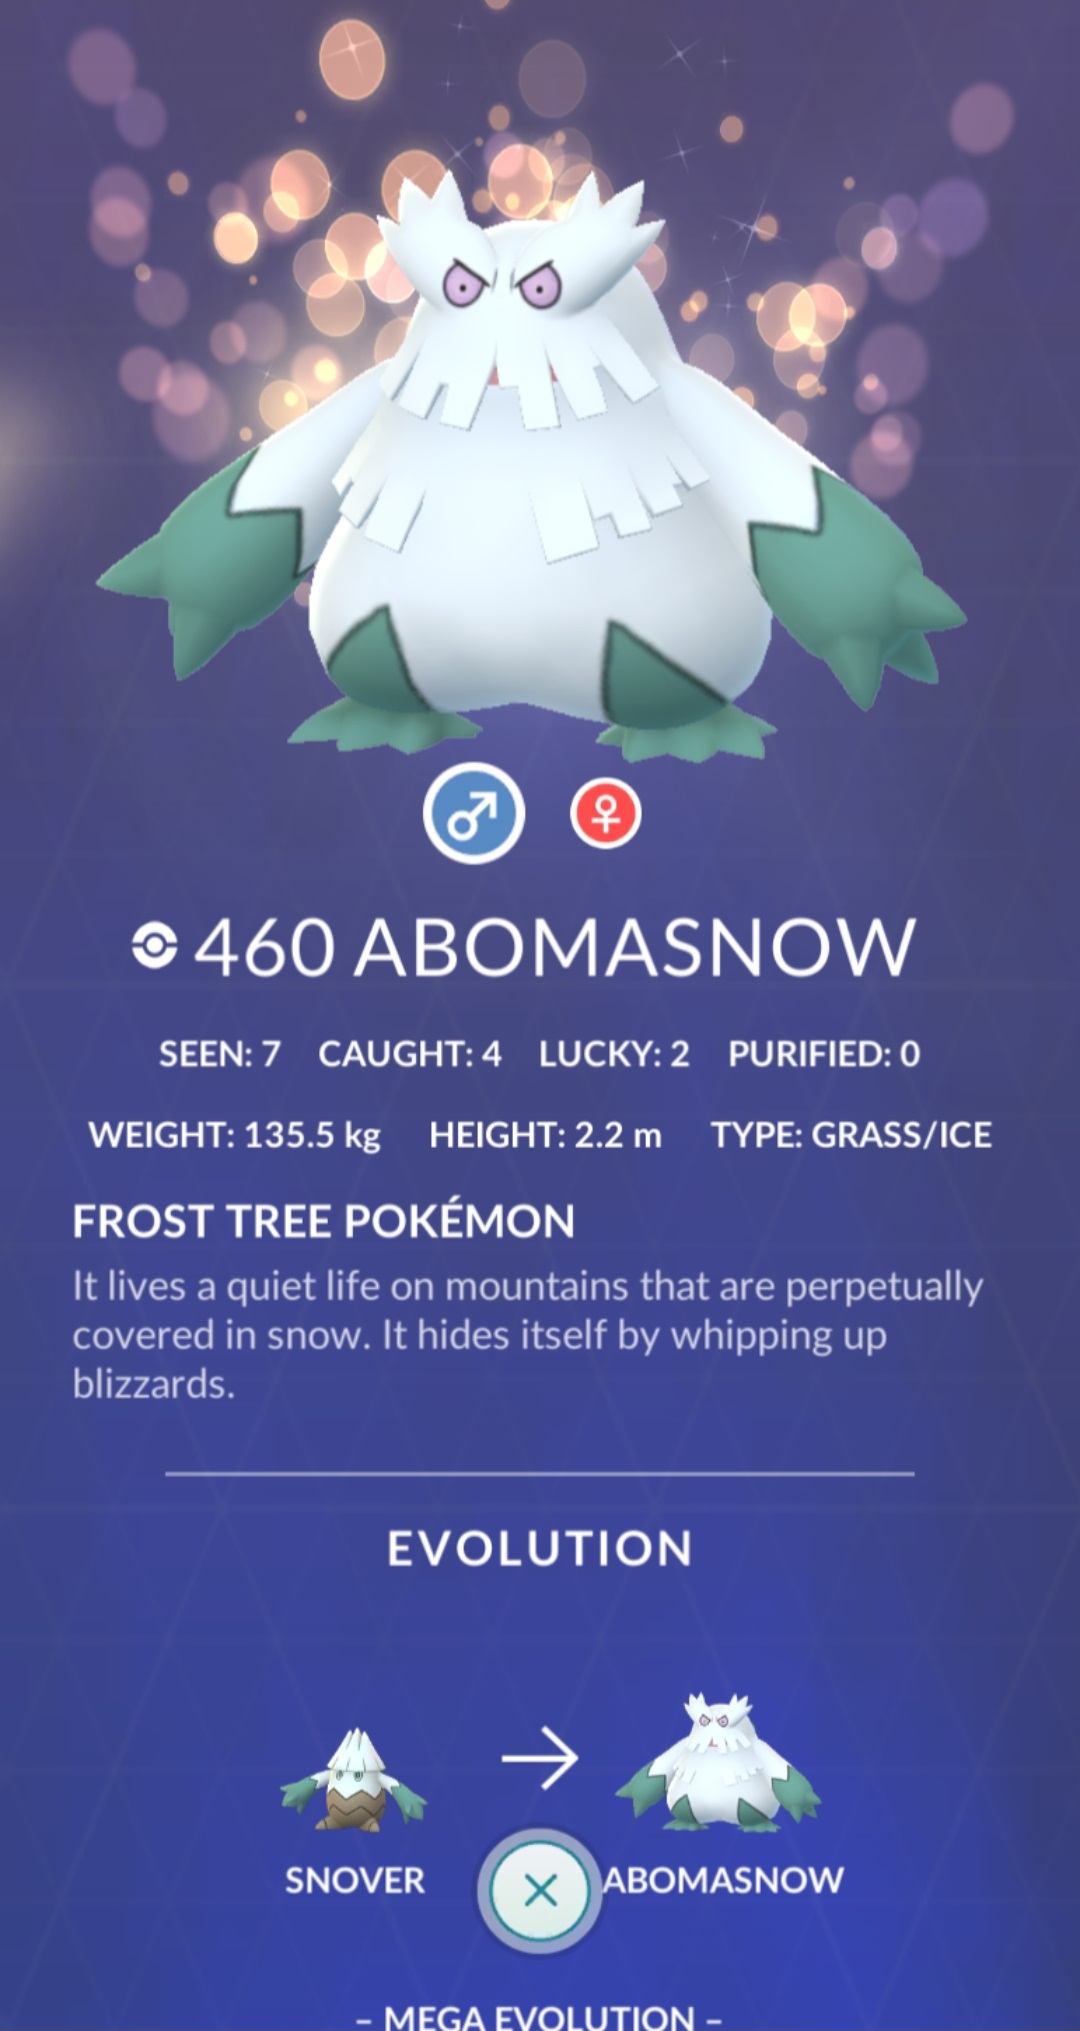 460 ABOMASNOW
SEEN: 7 CAUGHT: 4 LUCKY: 2 PURIFIED: 0
WEIGHT: 135.5 kg HEIGHT: 2.2 m TYPE: GRASS/ICE
FROST TREE POKÉMON
It lives a quiet life on mountains that are perpetually
covered in snow. It hides itself by whipping up
blizzards.
EVOLUTION
SNOVER ABOMASNOW
– MEGA EVOLUTION –